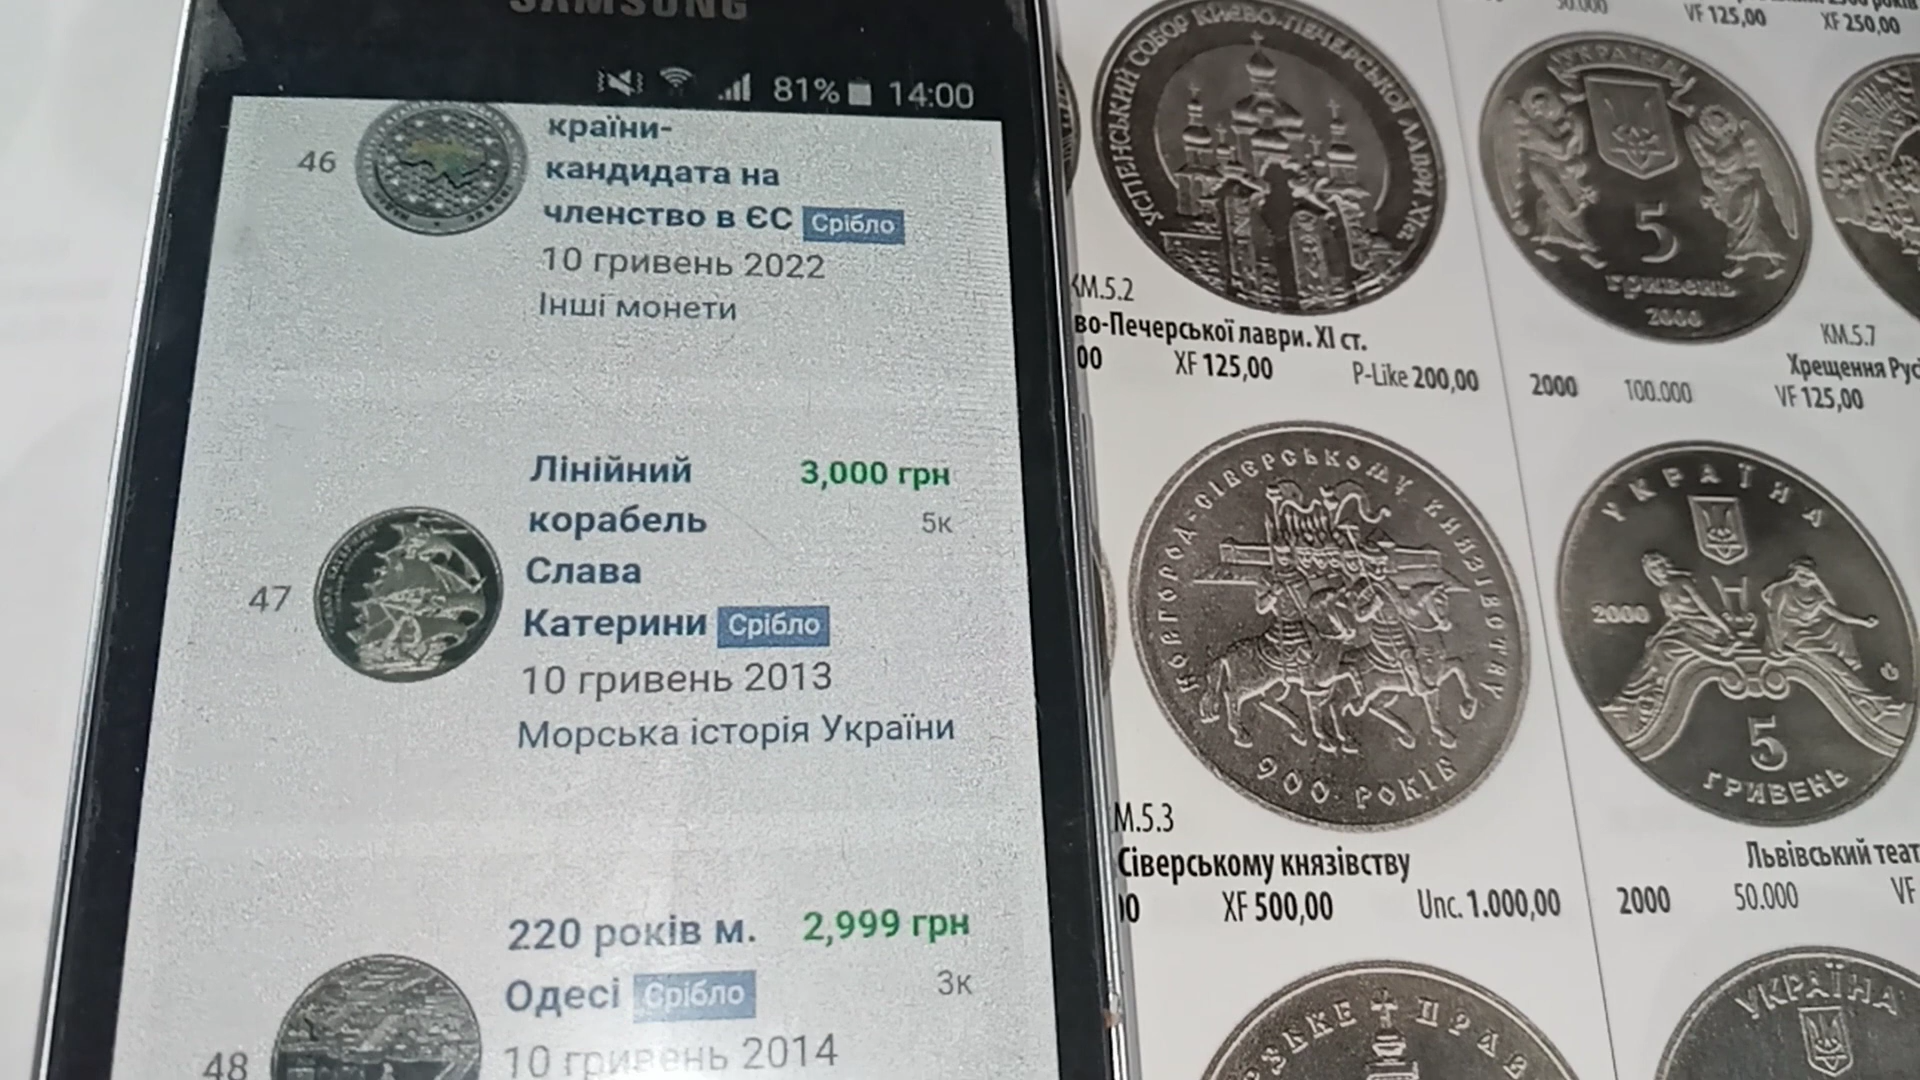 SAMSUNG
81% 14:00
46
країни-
кандидата на
членство в ЄС Срібло
10 гривень 2022
Інші монети
47
Лінійний 3,000 грн
корабель 5к
Слава
Катерини Срібло
10 гривень 2013
Морська історія України
48
220 років м. 2,999 грн
Одесі Срібло 3к
10 гривень 2014
УСПЕНСЬКИЙ СОБОР КИЄВО-ПЕЧЕРСЬКОЇ ЛАВРИ
КМ.5.2
во-Печерської лаври. XI ст.
00 XF 125,00 P-Like 200,00
НОВГОРОД-СІВЕРСЬКОМУ КНЯЗІВСТВУ
900 РОКІВ
М.5.3
Сіверському князівству
00 XF 500,00 Unc. 1.000,00
50.000 VF 125,00 XF 250,00
УКРАЇНА
5
гривень
2000
КМ.5.7
Хрещення Рус
2000 100.000 VF 125,00
УКРАЇНА
2000
5
ГРИВЕНЬ
Львівський теат
2000 50.000 VF
УКРАЇНА